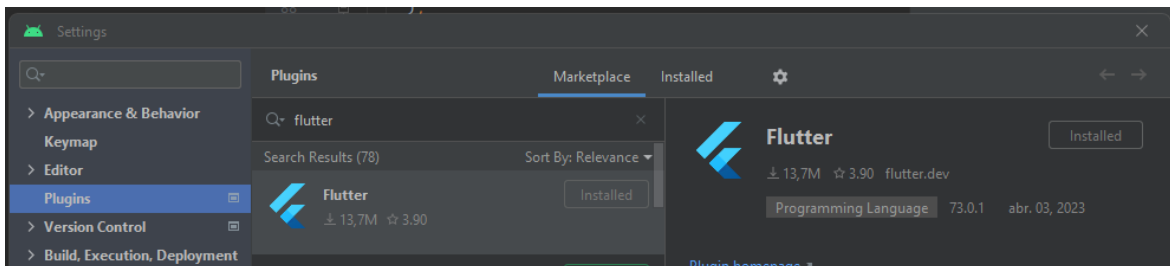 Settings
Plugins
Marketplace
Installed
Appearance & Behavior
Keymap
Editor
Plugins
Version Control
Build, Execution, Deployment
flutter
Search Results (78)
Sort By: Relevance
Flutter
Installed
13,7M 3.90
Flutter
Installed
13,7M 3.90 flutter.dev
Programming Language 73.0.1 abr. 03, 2023
Plugin homepage